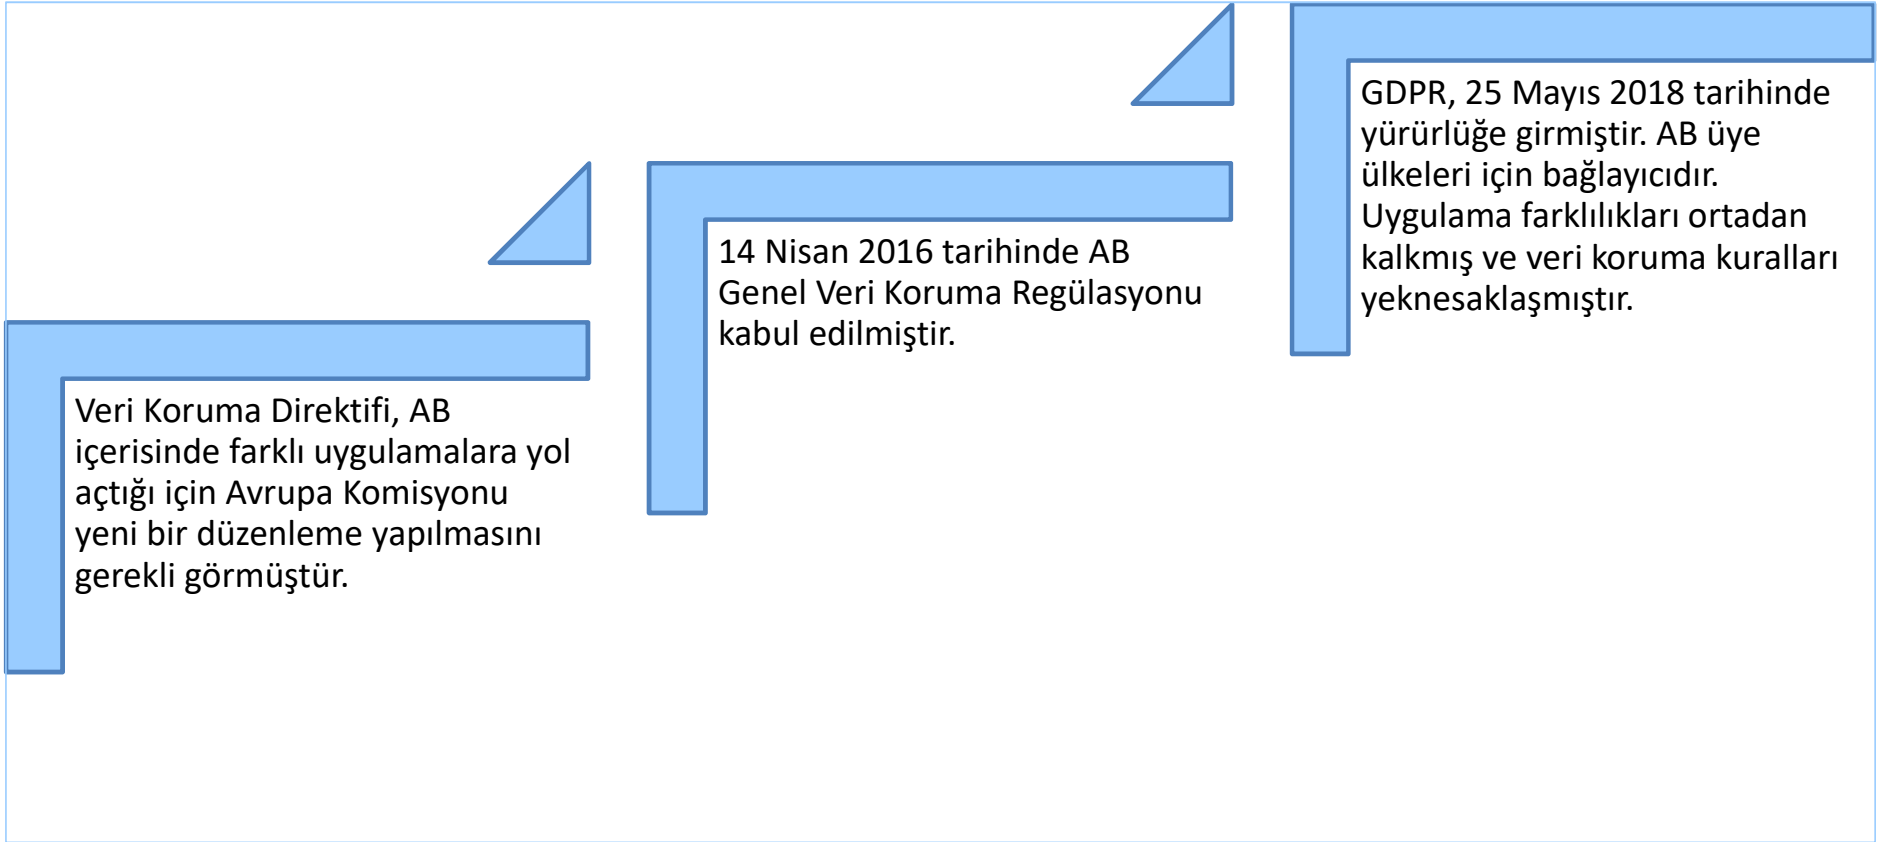 Veri Koruma Direktifi, AB
içerisinde farklı uygulamalara yol
açtığı için Avrupa Komisyonu
yeni bir düzenleme yapılmasını
gerekli görmüştür.
14 Nisan 2016 tarihinde AB
Genel Veri Koruma Regülasyonu
kabul edilmiştir.
GDPR, 25 Mayıs 2018 tarihinde
yürürlüğe girmiştir. AB üye
ülkeleri için bağlayıcıdır.
Uygulama farklılıkları ortadan
kalkmış ve veri koruma kuralları
yeknesaklaşmıştır.